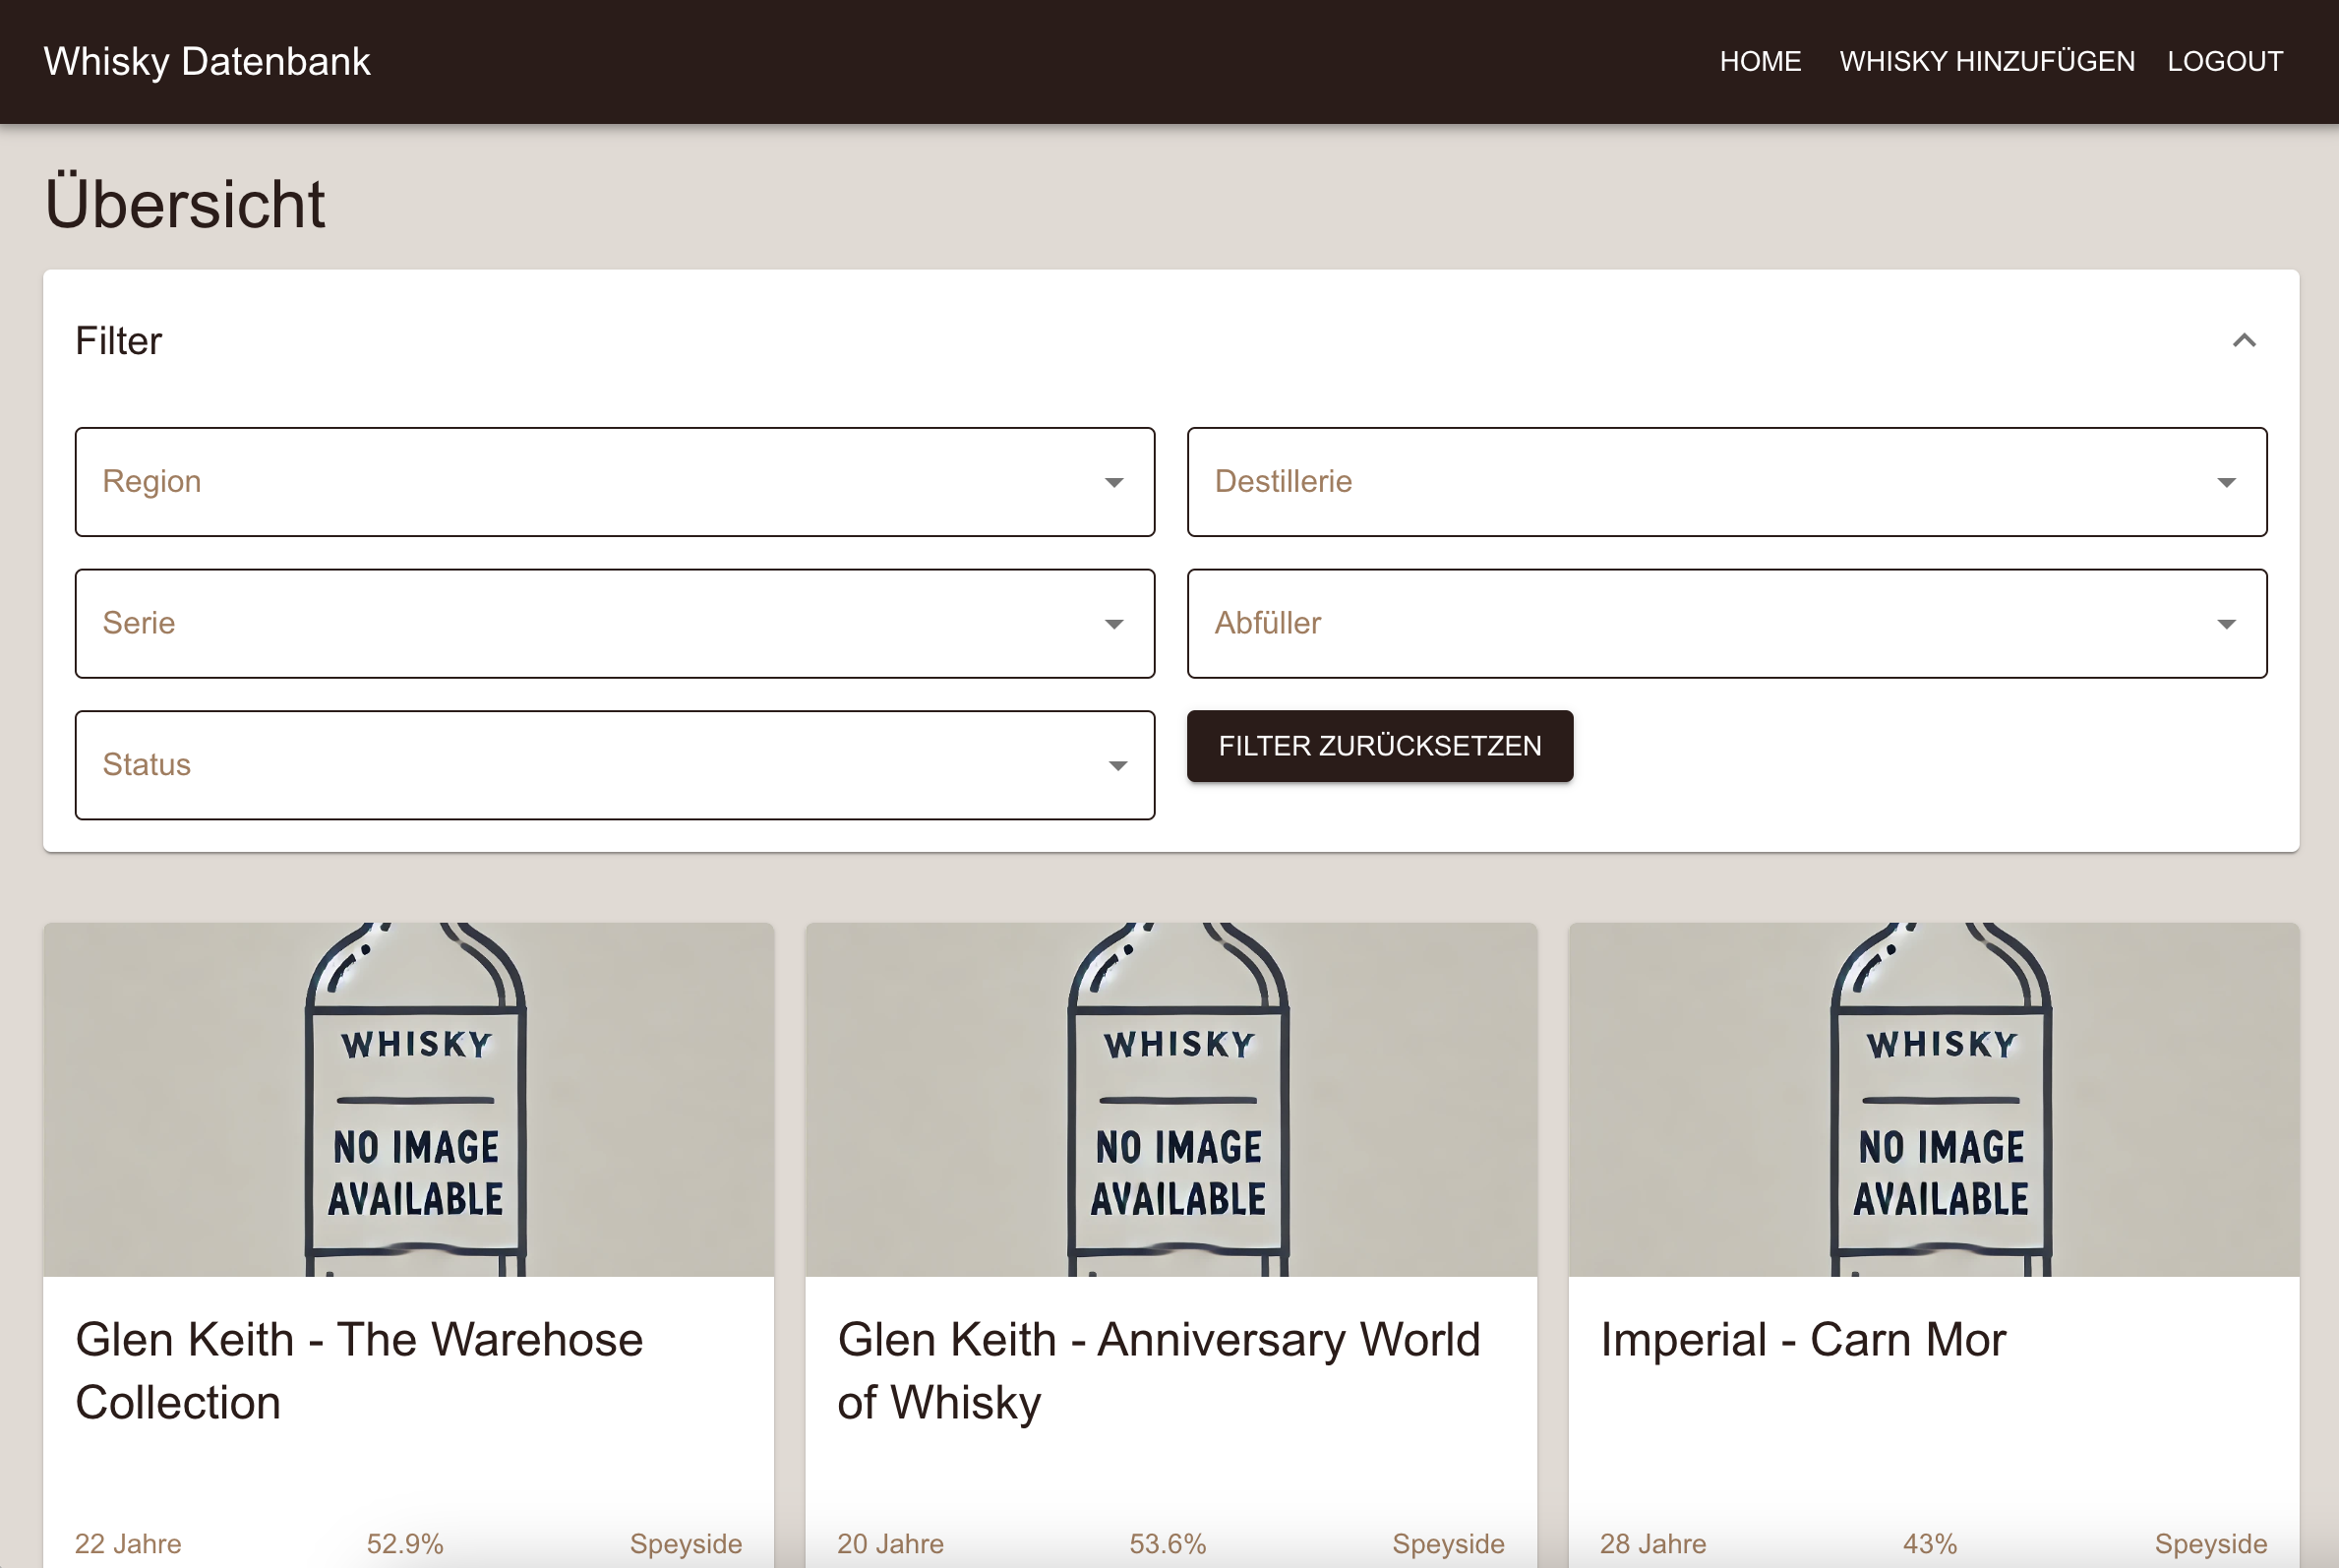 Whisky Datenbank
HOME
WHISKY HINZUFÜGEN
LOGOUT
Übersicht
Filter
Region
Destillerie
Serie
Abfüller
Status
FILTER ZURÜCKSETZEN
WHISKY
NO IMAGE
AVAILABLE
Glen Keith - The Warehose
Collection
22 Jahre
52.9%
Speyside
WHISKY
NO IMAGE
AVAILABLE
Glen Keith - Anniversary World
of Whisky
20 Jahre
53.6%
Speyside
WHISKY
NO IMAGE
AVAILABLE
Imperial - Carn Mor
28 Jahre
43%
Speyside